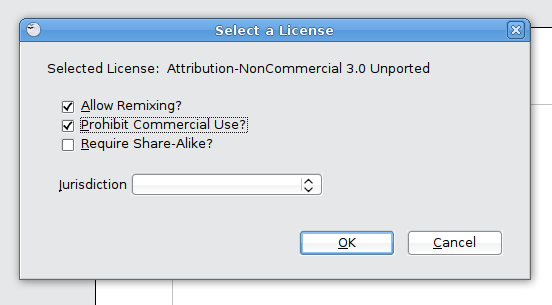 Select a License
Selected License: Attribution-NonCommercial 3.0 Unported
Allow Remixing?
Prohibit Commercial Use?
Require Share-Alike?
Jurisdiction
OK Cancel